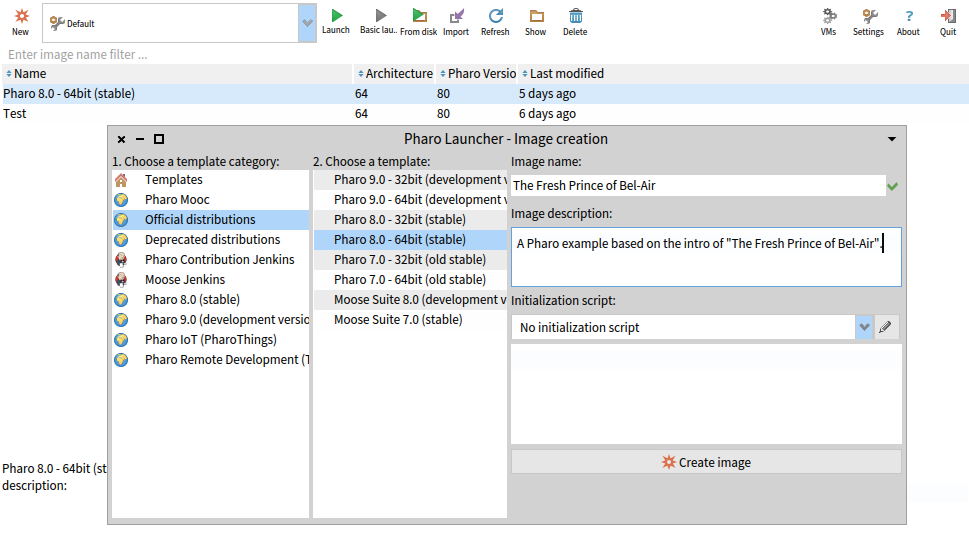 New
Default
Launch
Basic lau..
From disk
Import
Refresh
Show
Delete
VMs
Settings
About
Quit
Enter image name filter ...
Name Architecture Pharo Versio Last modified
Pharo 8.0 - 64bit (stable) 64 80 5 days ago
Test 64 80 6 days ago
Pharo Launcher - Image creation
1. Choose a template category:
Templates
Pharo Mooc
Official distributions
Deprecated distributions
Pharo Contribution Jenkins
Moose Jenkins
Pharo 8.0 (stable)
Pharo 9.0 (development versio
Pharo IoT (PharoThings)
Pharo Remote Development (T
2. Choose a template:
Pharo 9.0 - 32bit (development v
Pharo 9.0 - 64bit (development v
Pharo 8.0 - 32bit (stable)
Pharo 8.0 - 64bit (stable)
Pharo 7.0 - 32bit (old stable)
Pharo 7.0 - 64bit (old stable)
Moose Suite 8.0 (development v
Moose Suite 7.0 (stable)
Image name:
The Fresh Prince of Bel-Air
Image description:
A Pharo example based on the intro of "The Fresh Prince of Bel-Air".
Initialization script:
No initialization script
Create image
Pharo 8.0 - 64bit (st
description: